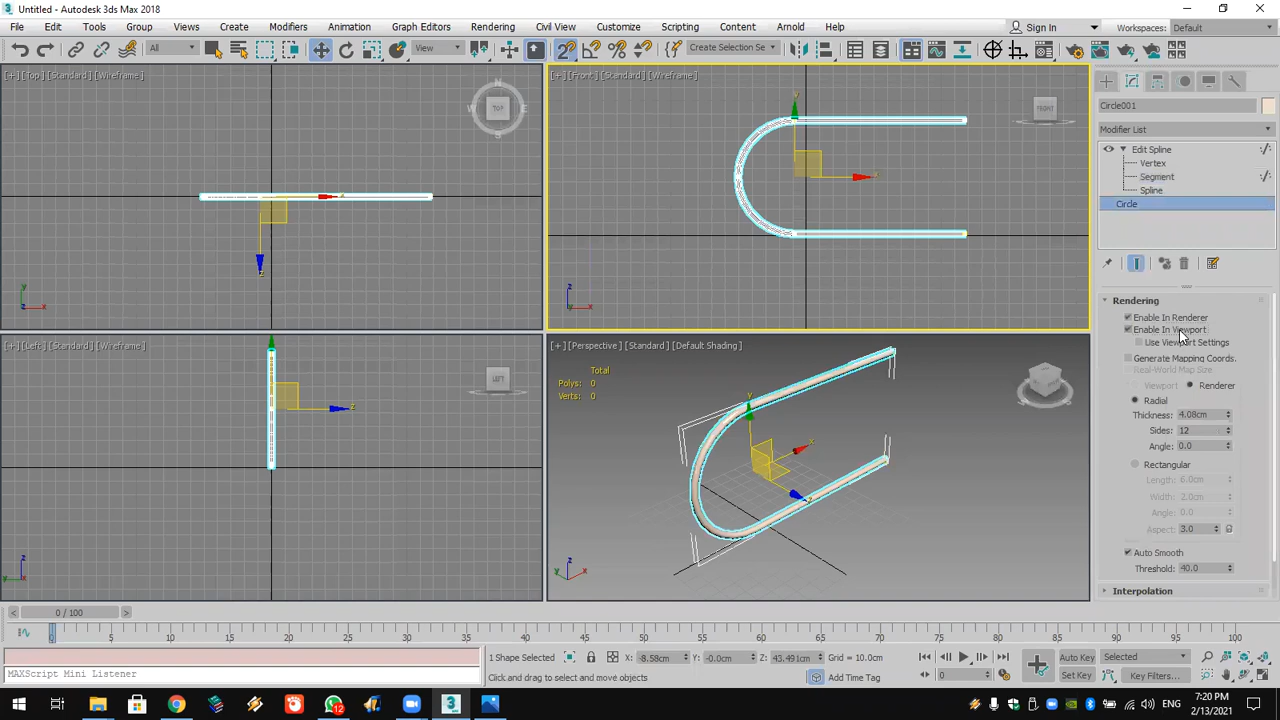 Untitled - Autodesk 3ds Max 2018
File Edit Tools Group Views Create Modifiers Animation Graph Editors Rendering Civil View Customize Scripting Content Arnold Help
Sign In Workspaces: Default
All View Create Selection Se
[+] [Top] [Standard] [Wireframe]
N
W TOP E
S
y
x
z
[+] [Front] [Standard] [Wireframe]
FRONT
y
x
z
[+] [Left] [Standard] [Wireframe]
LEFT
z
y
[+] [Perspective] [Standard] [Default Shading]
Total
Polys: 0
Verts: 0
y
x
z
Circle001
Modifier List
Edit Spline
Vertex
Segment
Spline
Circle
Rendering
Enable In Renderer
Enable In Viewport
Use Viewport Settings
Generate Mapping Coords.
Real-World Map Size
Viewport Renderer
Radial
Thickness: 4.08cm
Sides: 12
Angle: 0.0
Rectangular
Length: 6.0cm
Width: 2.0cm
Angle: 0.0
Aspect: 3.0
Auto Smooth
Threshold: 40.0
Interpolation
< 0 / 100 >
5 10 15 20 25 30 35 40 45 50 55 60 65 70 75 80 85 90 95 100
1 Shape Selected X: -8.58cm Y: -0.0cm Z: 43.491cm Grid = 10.0cm Auto Key Selected
MAXScript Mini Listener Click and drag to select and move objects Add Time Tag 0 Set Key Key Filters...
12
3
ENG 7:20 PM
2/13/2021